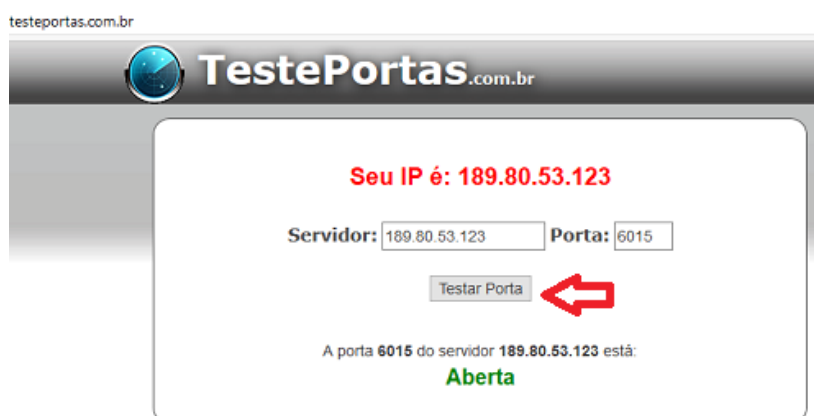 testeportas.com.br
TestePortas.com.br
Seu IP é: 189.80.53.123
Servidor: 189.80.53.123 Porta: 6015
Testar Porta
A porta 6015 do servidor 189.80.53.123 está:
Aberta